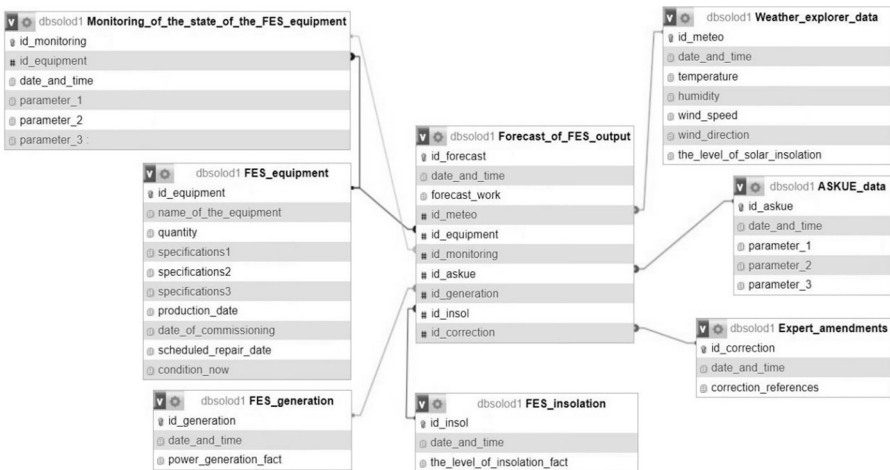 dbsolod1 Monitoring_of_the_state_of_the_FES_equipment
id_monitoring
# id_equipment
date_and_time
parameter_1
parameter_2
parameter_3 :
dbsolod1 FES_equipment
id_equipment
name_of_the_equipment
quantity
specifications1
specifications2
specifications3
production_date
date_of_commissioning
scheduled_repair_date
condition_now
dbsolod1 FES_generation
id_generation
date_and_time
power_generation_fact
dbsolod1 Forecast_of_FES_output
id_forecast
date_and_time
forecast_work
# id_meteo
# id_equipment
# id_monitoring
# id_askue
# id_generation
# id_insol
# id_correction
dbsolod1 FES_insolation
id_insol
date_and_time
the_level_of_insolation_fact
dbsolod1 Weather_explorer_data
id_meteo
date_and_time
temperature
humidity
wind_speed
wind_direction
the_level_of_solar_insolation
dbsolod1 ASKUE_data
id_askue
date_and_time
parameter_1
parameter_2
parameter_3
dbsolod1 Expert_amendments
id_correction
date_and_time
correction_references